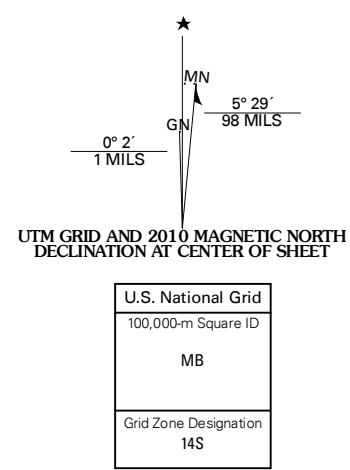 ★
MN
5° 29´
98 MILS
GN
0° 2´
1 MILS
UTM GRID AND 2010 MAGNETIC NORTH
DECLINATION AT CENTER OF SHEET
U.S. National Grid
100,000-m Square ID
MB
Grid Zone Designation
14S